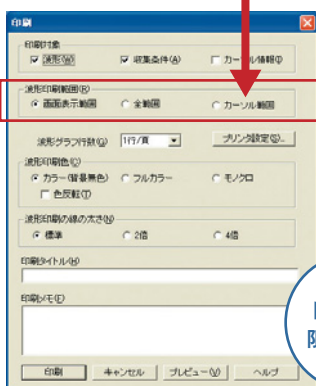 印刷
印刷対象
波形(W) 収集条件(A) カーソル情報(I)
波形印刷範囲(R)
画面表示範囲 全範囲 カーソル範囲
波形グラフ行数(G) 1行/頁 プリンタ設定(S)...
波形印刷色(C)
カラー(背景無色) フルカラー モノクロ
色反転(T)
波形印刷の線の太さ(N)
標準 2倍 4倍
印刷タイトル(H)
印刷メモ(E)
印刷 キャンセル プレビュー(V) ヘルプ